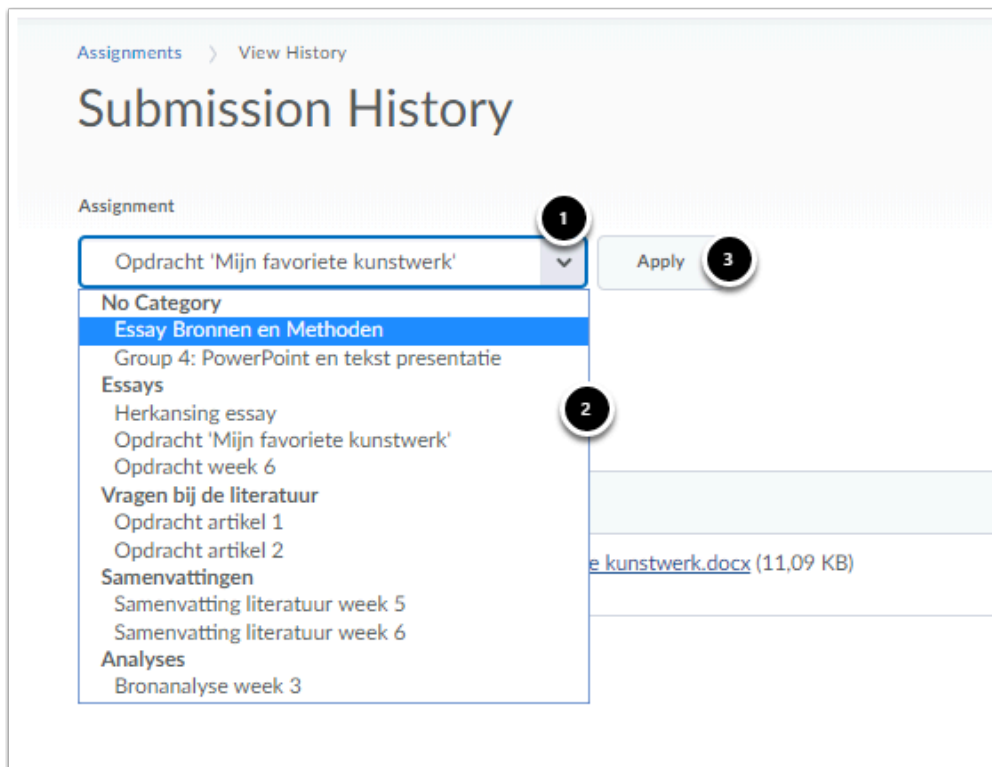 Assignments > View History
Submission History
Assignment
1
Opdracht 'Mijn favoriete kunstwerk'
Apply
3
No Category
Essay Bronnen en Methoden
Group 4: PowerPoint en tekst presentatie
Essays
2
Herkansing essay
Opdracht 'Mijn favoriete kunstwerk'
Opdracht week 6
Vragen bij de literatuur
Opdracht artikel 1
Opdracht artikel 2
e kunstwerk.docx (11,09 KB)
Samenvattingen
Samenvatting literatuur week 5
Samenvatting literatuur week 6
Analyses
Bronanalyse week 3